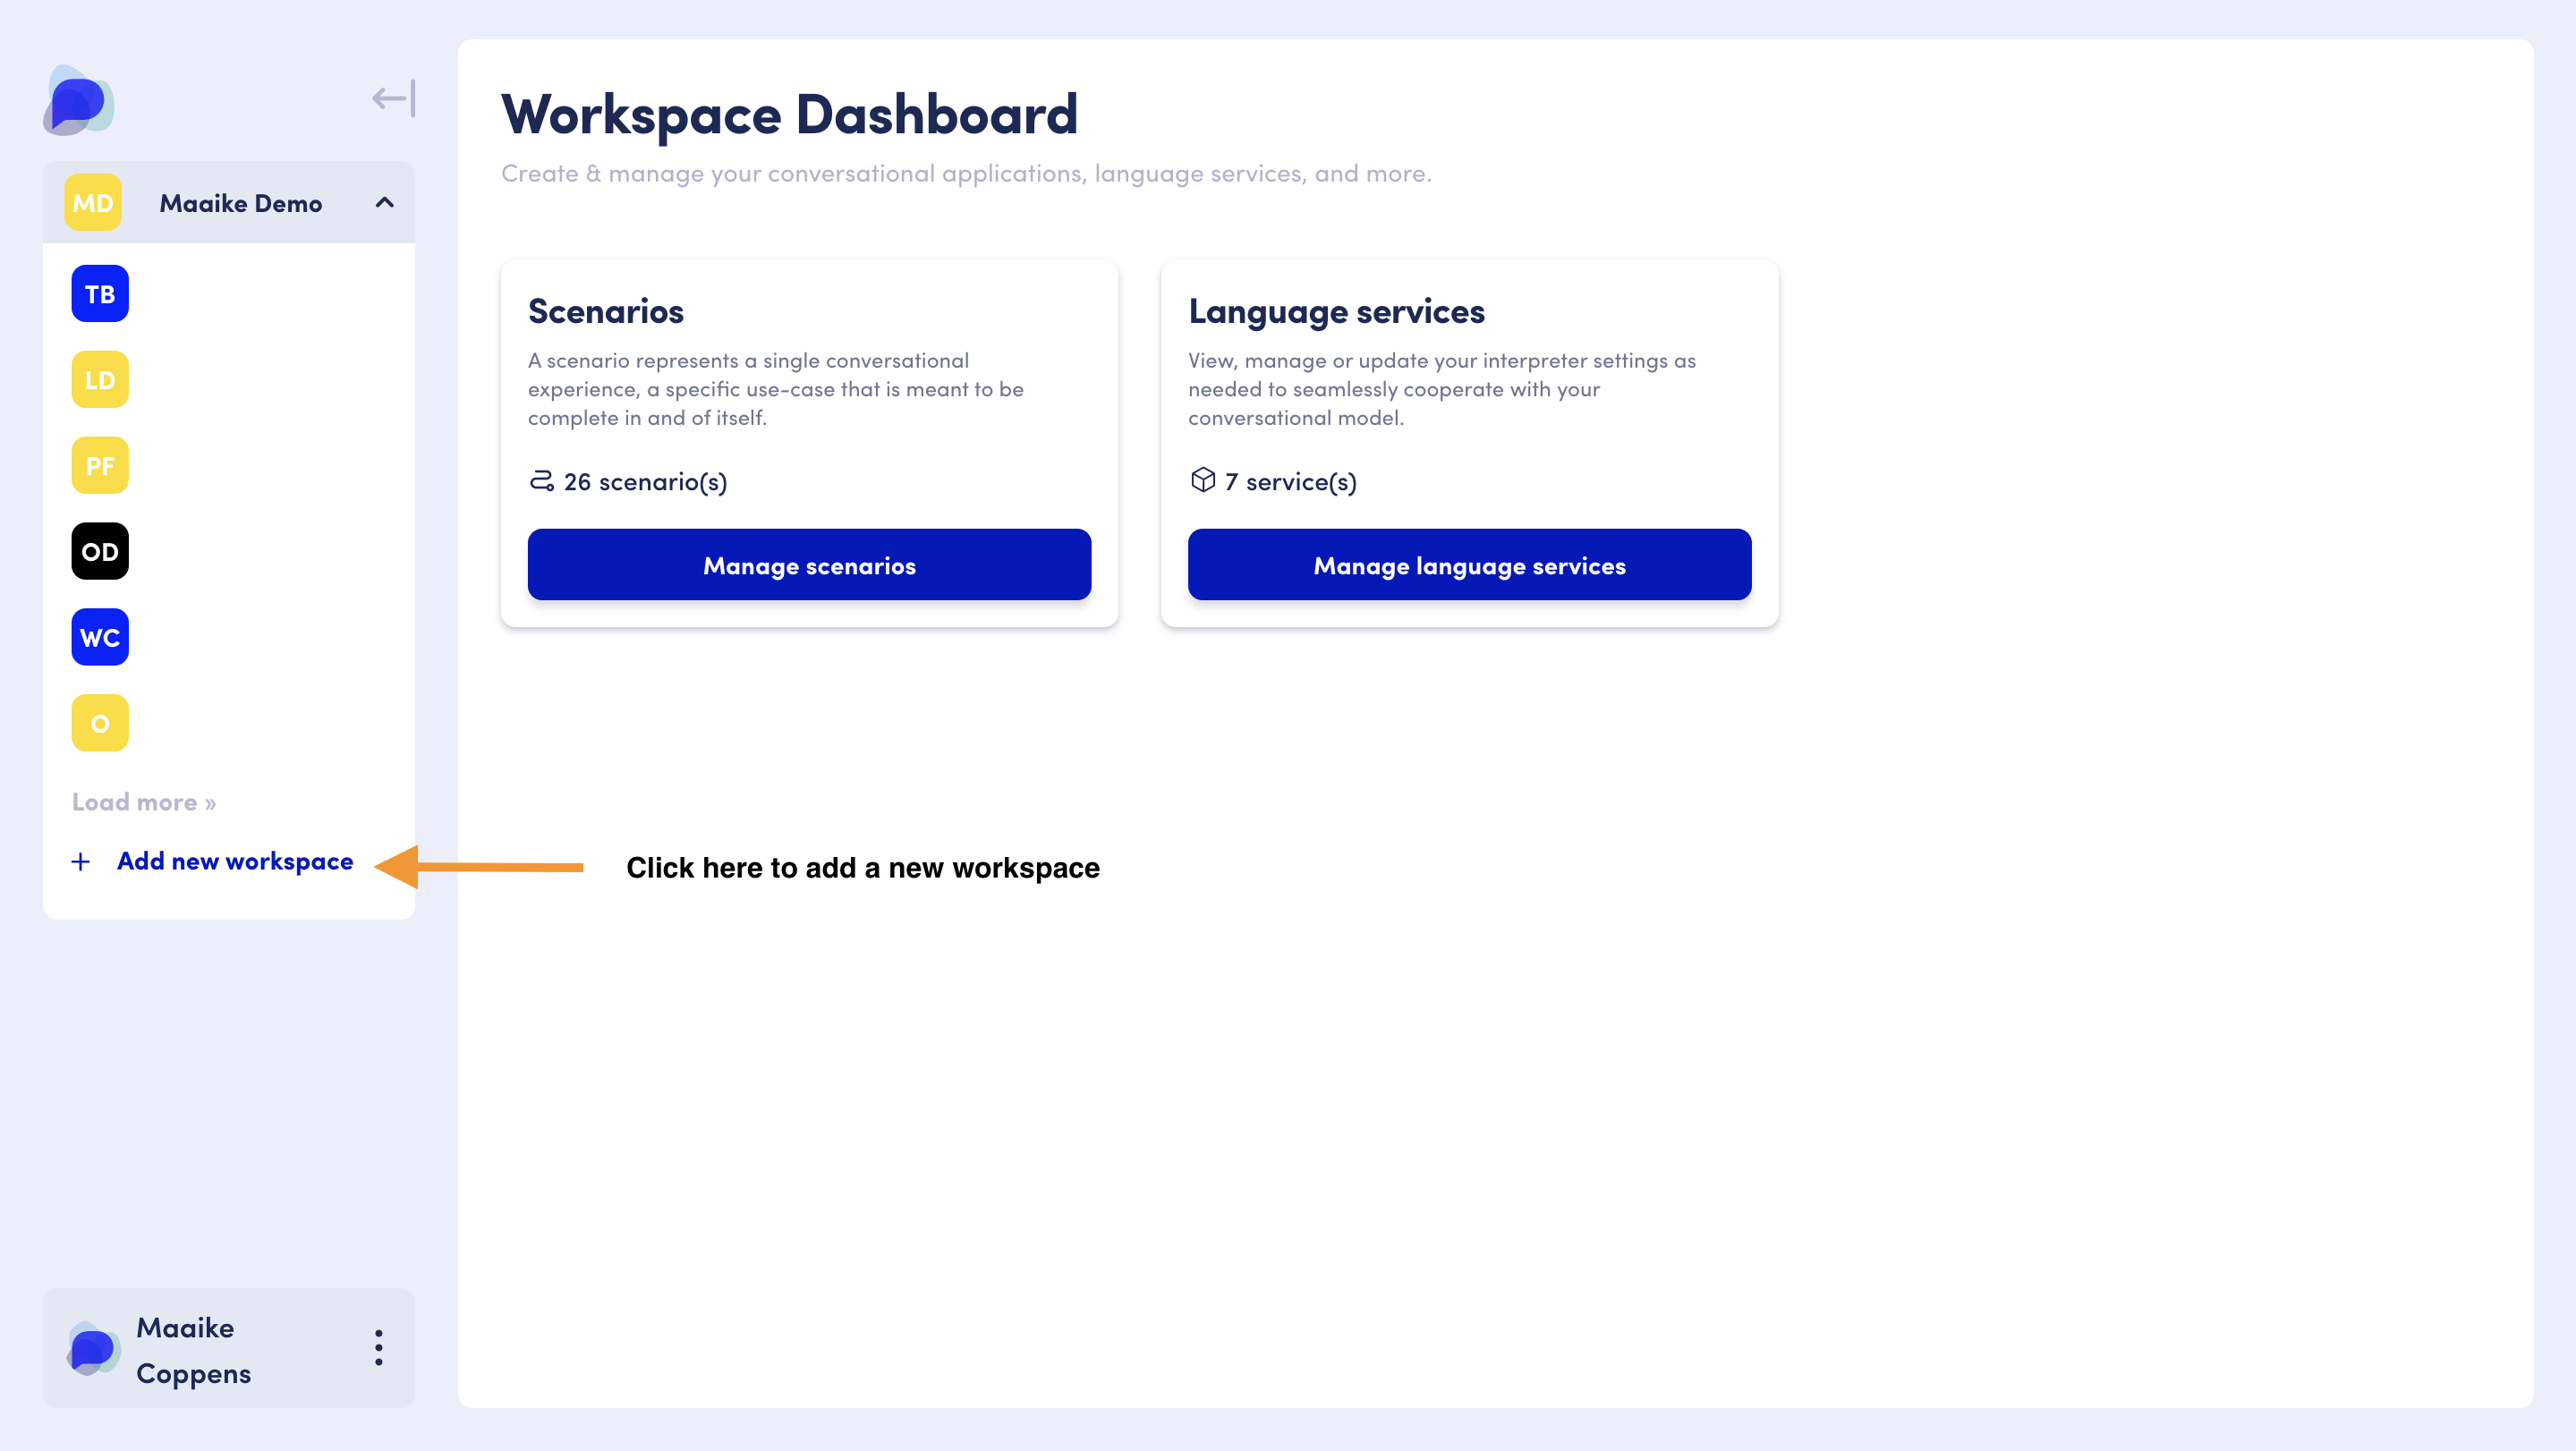 MD Maaike Demo
TB
LD
PF
OD
WC
O
Load more »
+ Add new workspace
Maaike
Coppens
Workspace Dashboard
Create & manage your conversational applications, language services, and more.
Scenarios
A scenario represents a single conversational
experience, a specific use-case that is meant to be
complete in and of itself.
26 scenario(s)
Manage scenarios
Language services
View, manage or update your interpreter settings as
needed to seamlessly cooperate with your
conversational model.
7 service(s)
Manage language services
Click here to add a new workspace